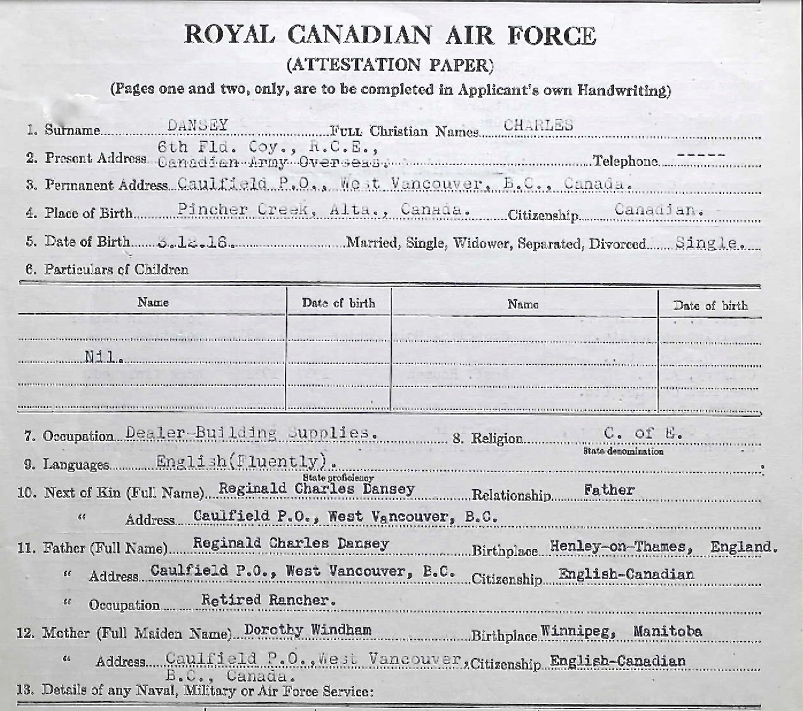 ROYAL CANADIAN AIR FORCE
(ATTESTATION PAPER)
(Pages one and two, only, are to be completed in Applicant's own Handwriting)
1. Surname DANSEY FULL Christian Names CHARLES
2. Present Address 6th Fld. Coy., R.C.E., Canadian Army Overseas. Telephone -----
3. Permanent Address Caulfield P.O., West Vancouver, B.C., Canada.
4. Place of Birth Pincher Creek, Alta., Canada. Citizenship Canadian.
5. Date of Birth 3.12.16. Married, Single, Widower, Separated, Divorced Single.
6. Particulars of Children
Name Date of birth Name Date of birth
Nil.
7. Occupation Dealer Building Supplies. 8. Religion C. of E.
State denomination
9. Languages English(Fluently).
State proficiency
10. Next of Kin (Full Name) Reginald Charles Dansey Relationship Father
" Address Caulfield P.O., West Vancouver, B.C.
11. Father (Full Name) Reginald Charles Dansey Birthplace Henley-on-Thames, England.
" Address Caulfield P.O., West Vancouver, B.C. Citizenship English-Canadian
" Occupation Retired Rancher.
12. Mother (Full Maiden Name) Dorothy Windham Birthplace Winnipeg, Manitoba
" Address Caulfield P.O., West Vancouver, Citizenship English-Canadian
B.C., Canada.
13. Details of any Naval, Military or Air Force Service: